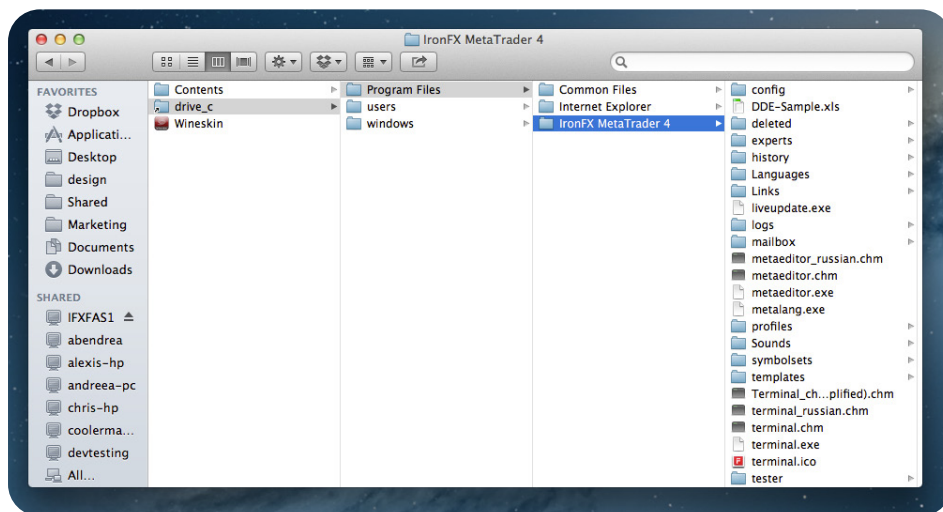 IronFX MetaTrader 4
FAVORITES
Dropbox
Applicati...
Desktop
design
Shared
Marketing
Documents
Downloads
SHARED
IFXFAS1
abendrea
alexis-hp
andreea-pc
chris-hp
coolerma...
devtesting
All...
Contents
drive_c
Wineskin
Program Files
users
windows
Common Files
Internet Explorer
IronFX MetaTrader 4
config
DDE-Sample.xls
deleted
experts
history
Languages
Links
liveupdate.exe
logs
mailbox
metaeditor_russian.chm
metaeditor.chm
metaeditor.exe
metalang.exe
profiles
Sounds
symbolsets
templates
Terminal_ch...plified).chm
terminal_russian.chm
terminal.chm
terminal.exe
terminal.ico
tester